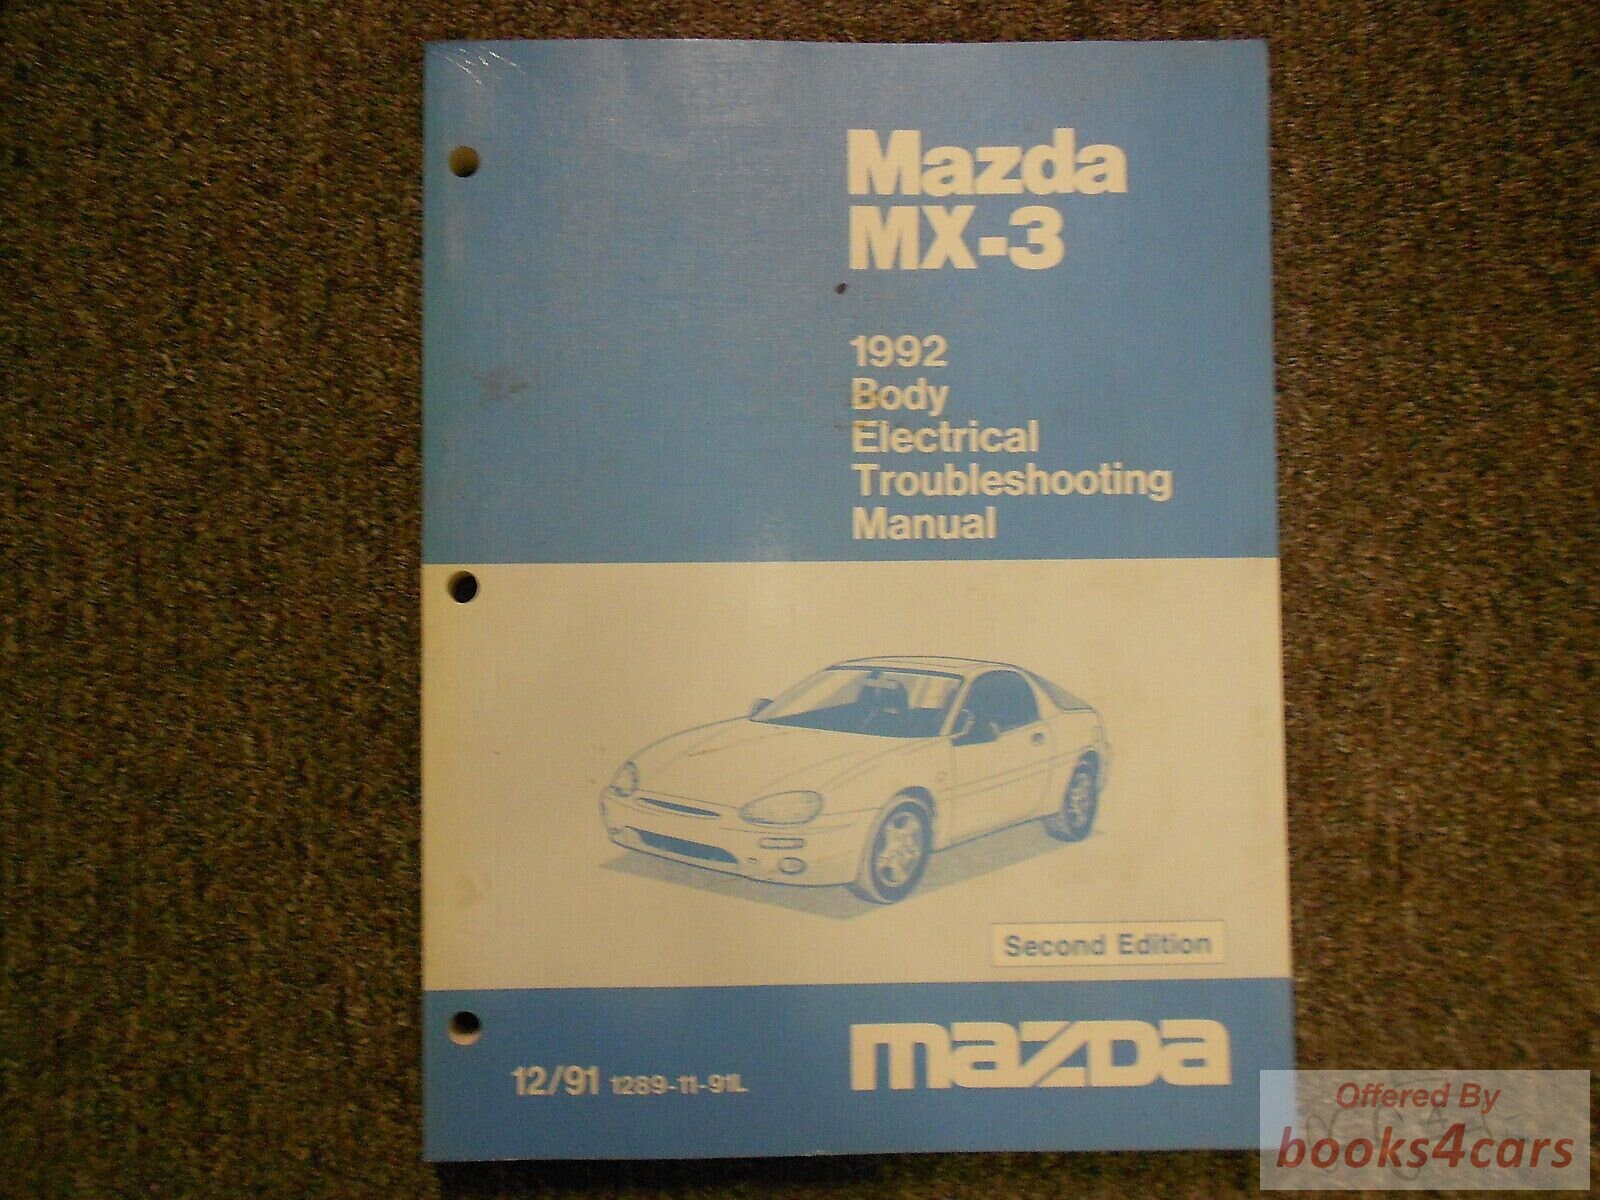 Mazda
MX-3
1992
Body
Electrical
Troubleshooting
Manual
Second Edition
mazda
12/91 1289-11-91L
Offered By
books4cars